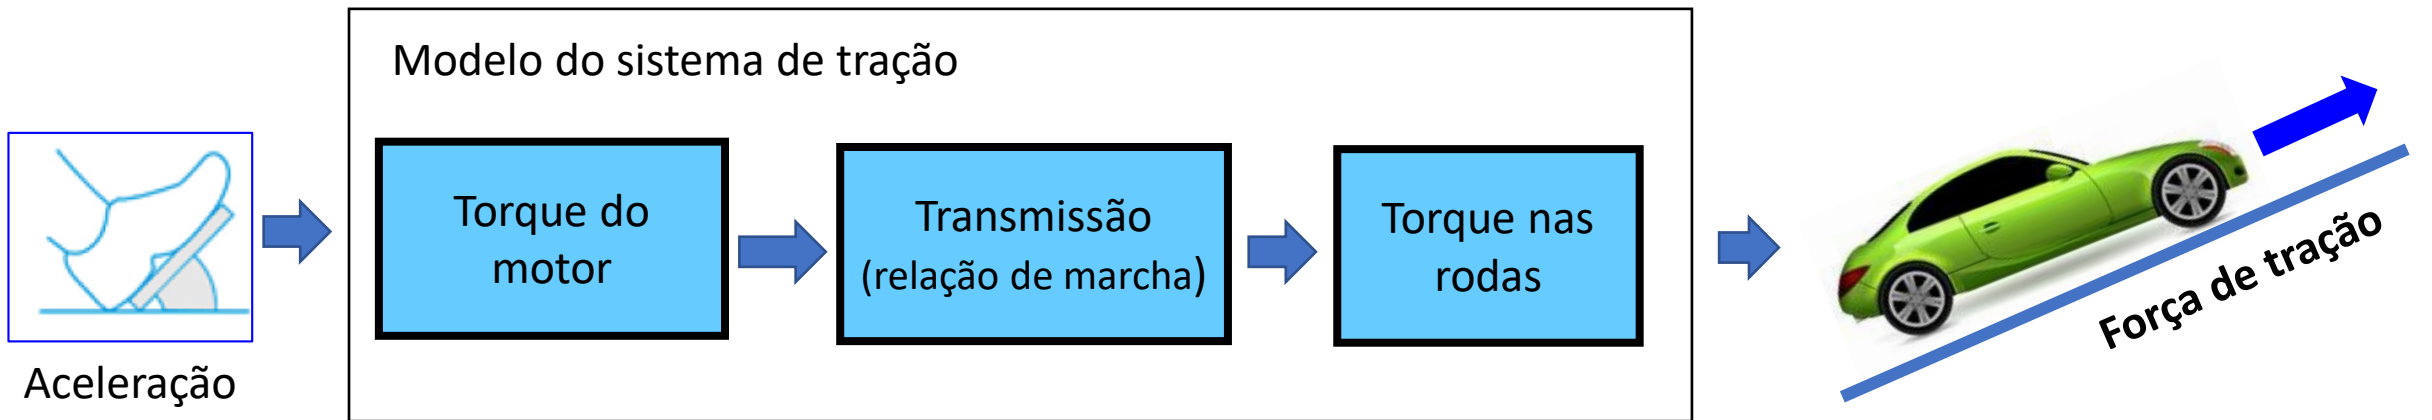 Modelo do sistema de tração
Torque do
motor
Transmissão
(relação de marcha)
Torque nas
rodas
Força de tração
Aceleração